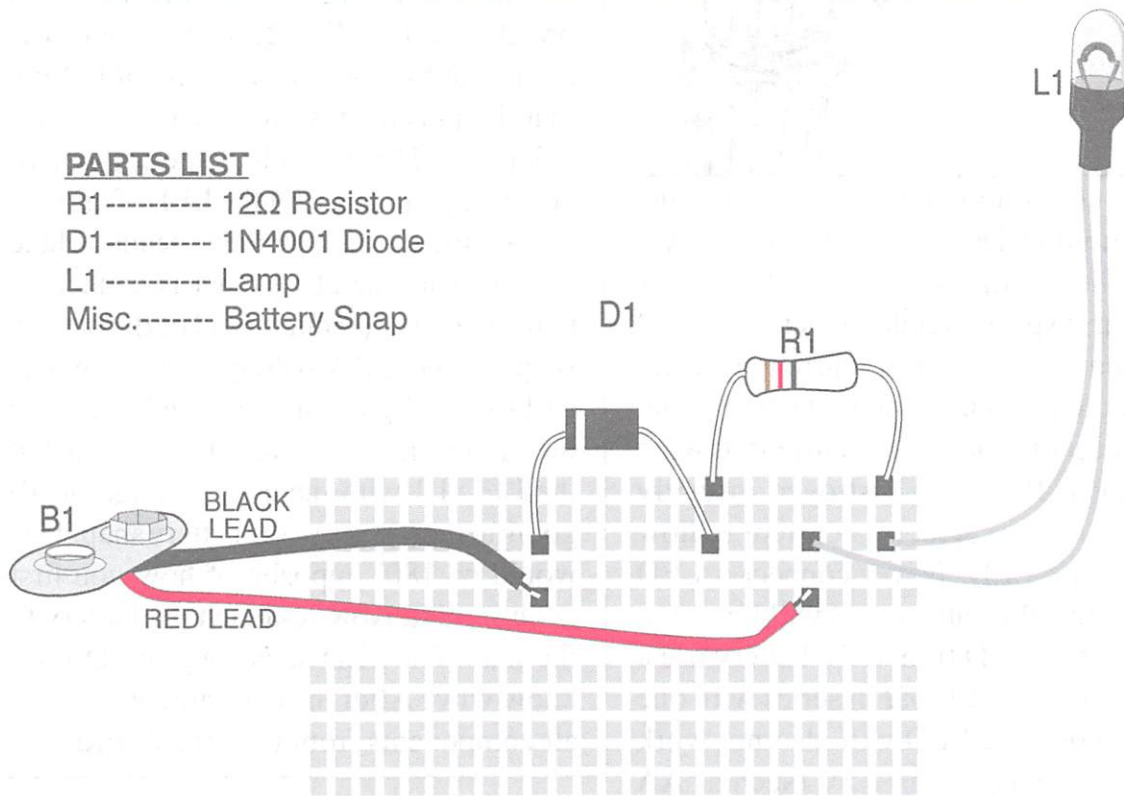 L1
PARTS LIST
R1---------- 12Ω Resistor
D1---------- 1N4001 Diode
L1 ---------- Lamp
Misc.------- Battery Snap
D1
R1
B1
BLACK
LEAD
RED LEAD